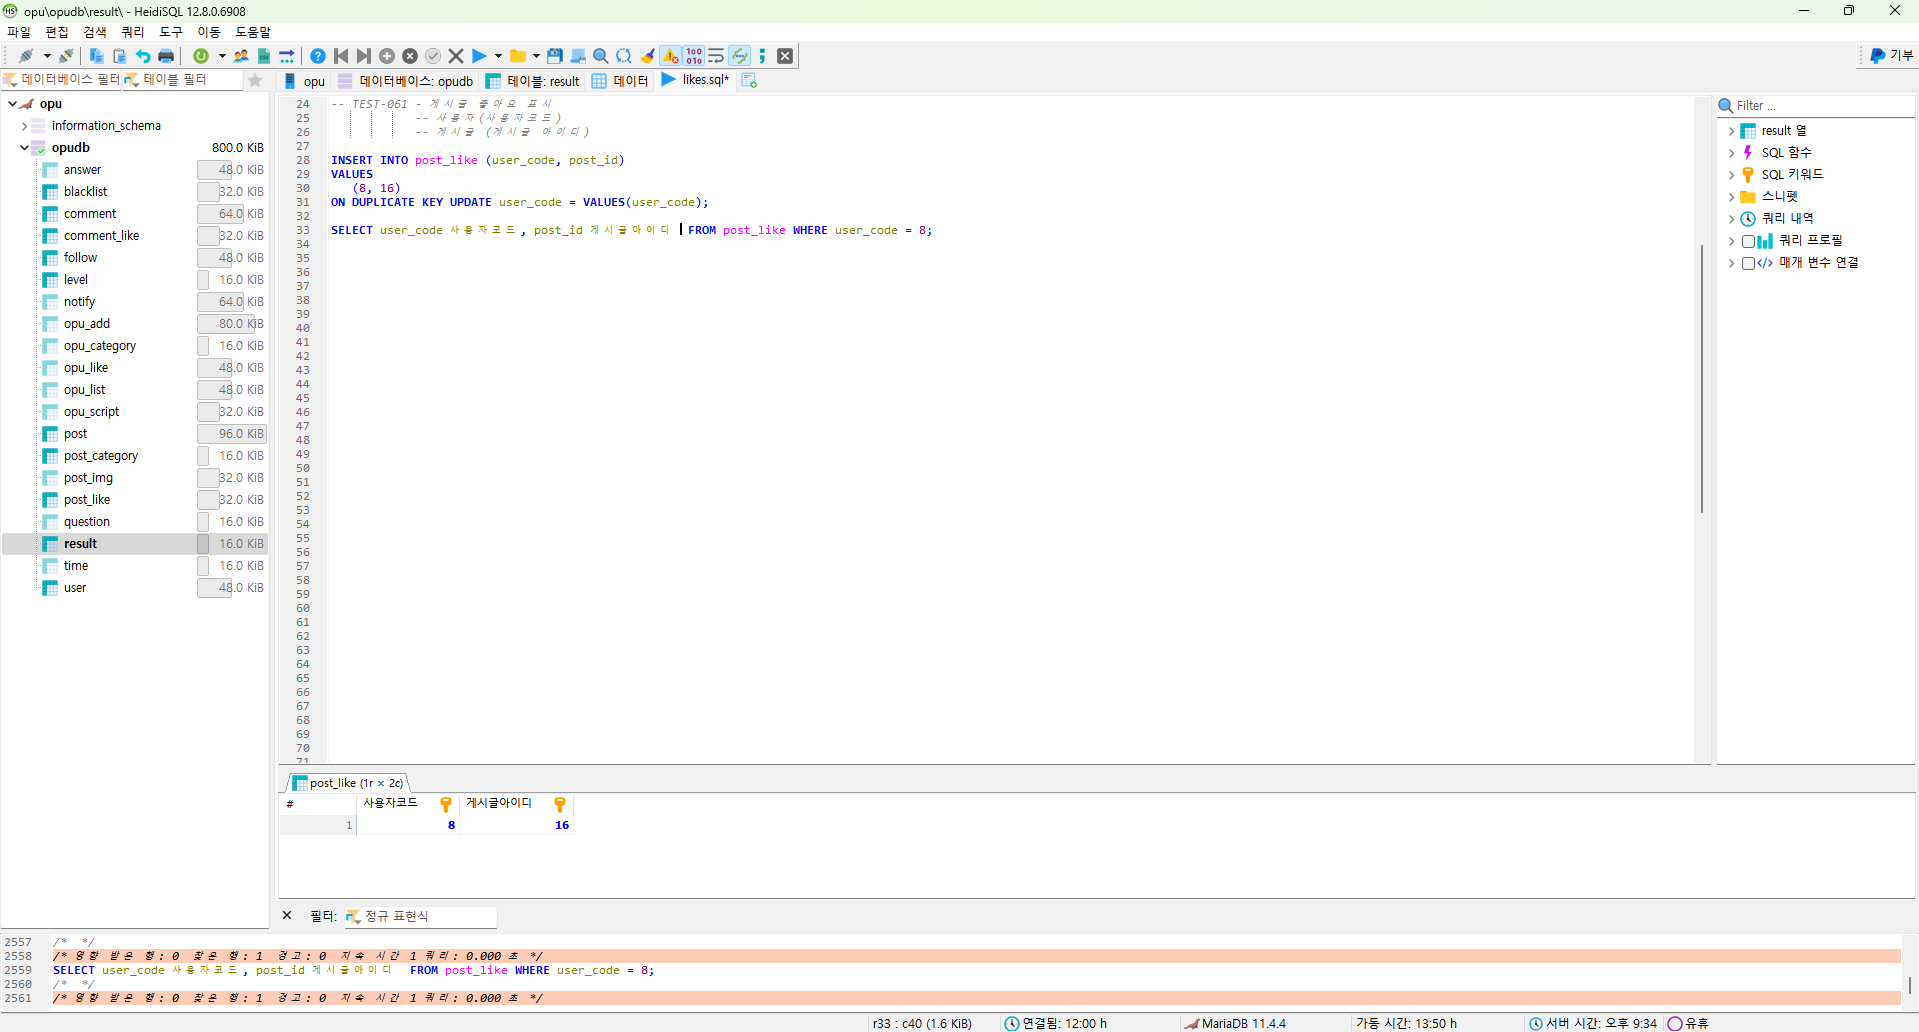 opu\opudb\result\ - HeidiSQL 12.8.0.6908
파일 편집 검색 쿼리 도구 이동 도움말
기부
데이터베이스 필터 테이블 필터
opu 데이터베이스: opudb 테이블: result 데이터 likes.sql*
opu
information_schema
opudb 800.0 KiB
answer 48.0 KiB
blacklist 32.0 KiB
comment 64.0 KiB
comment_like 32.0 KiB
follow 48.0 KiB
level 16.0 KiB
notify 64.0 KiB
opu_add 80.0 KiB
opu_category 16.0 KiB
opu_like 48.0 KiB
opu_list 48.0 KiB
opu_script 32.0 KiB
post 96.0 KiB
post_category 16.0 KiB
post_img 32.0 KiB
post_like 32.0 KiB
question 16.0 KiB
result 16.0 KiB
time 16.0 KiB
user 48.0 KiB
24 -- TEST-061 - 게시글 좋아요 표시
25 -- 사용자(사용자코드)
26 -- 게시글 (게시글 아이디)
27
28 INSERT INTO post_like (user_code, post_id)
29 VALUES
30 (8, 16)
31 ON DUPLICATE KEY UPDATE user_code = VALUES(user_code);
32
33 SELECT user_code 사용자코드, post_id 게시글아이디 FROM post_like WHERE user_code = 8;
34
35
36
37
38
39
40
41
42
43
44
45
46
47
48
49
50
51
52
53
54
55
56
57
58
59
60
61
62
63
64
65
66
67
68
69
70
71
Filter ...
result 열
SQL 함수
SQL 키워드
스니펫
쿼리 내역
쿼리 프로필
매개 변수 연결
post_like (1r × 2c)
# 사용자코드 게시글아이디
1 8 16
필터: 정규 표현식
2557 /* */
2558 /* 영향 받은 행: 0 찾은 행: 1 경고: 0 지속 시간 1 쿼리: 0.000 초 */
2559 SELECT user_code 사용자코드, post_id 게시글아이디 FROM post_like WHERE user_code = 8;
2560 /* */
2561 /* 영향 받은 행: 0 찾은 행: 1 경고: 0 지속 시간 1 쿼리: 0.000 초 */
r33 : c40 (1.6 KiB) 연결됨: 12:00 h MariaDB 11.4.4 가동 시간: 13:50 h 서버 시간: 오후 9:34 유휴